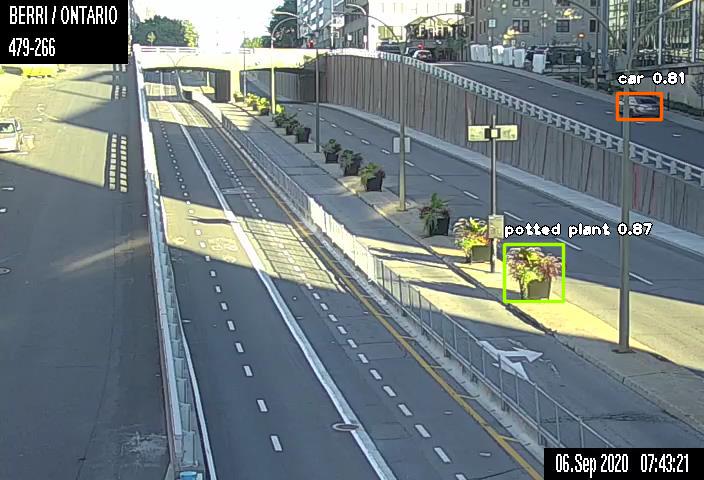 BERRI / ONTARIO
479-266
car 0.81
potted plant 0.87
06.Sep 2020 07:43:21